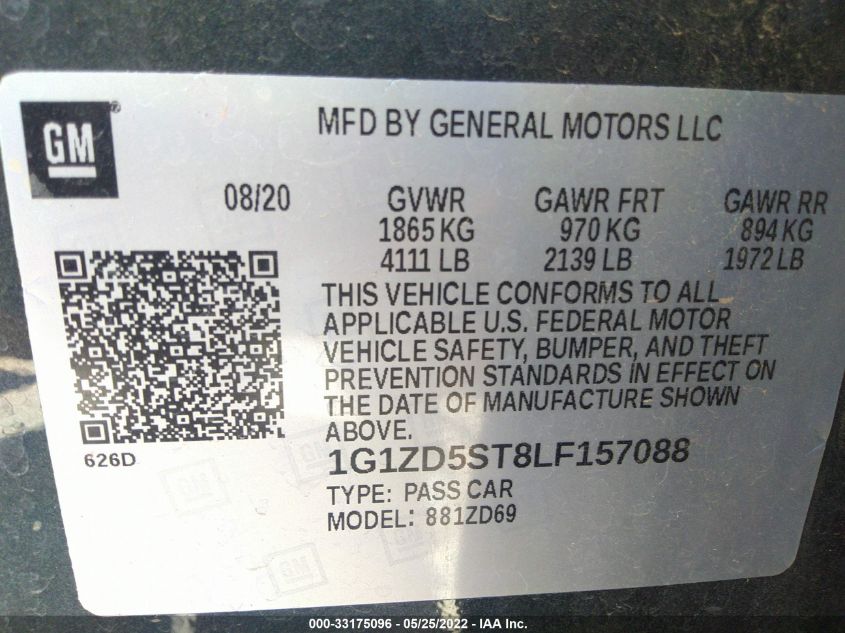 GM®
MFD BY GENERAL MOTORS LLC
08/20 GVWR GAWR FRT GAWR RR
1865 KG 970 KG 894 KG
4111 LB 2139 LB 1972 LB
THIS VEHICLE CONFORMS TO ALL
APPLICABLE U.S. FEDERAL MOTOR
VEHICLE SAFETY, BUMPER, AND THEFT
PREVENTION STANDARDS IN EFFECT ON
THE DATE OF MANUFACTURE SHOWN
ABOVE.
626D
1G1ZD5ST8LF157088
TYPE: PASS CAR
MODEL: 881ZD69
GM
000-33175096 - 05/25/2022 - IAA Inc.